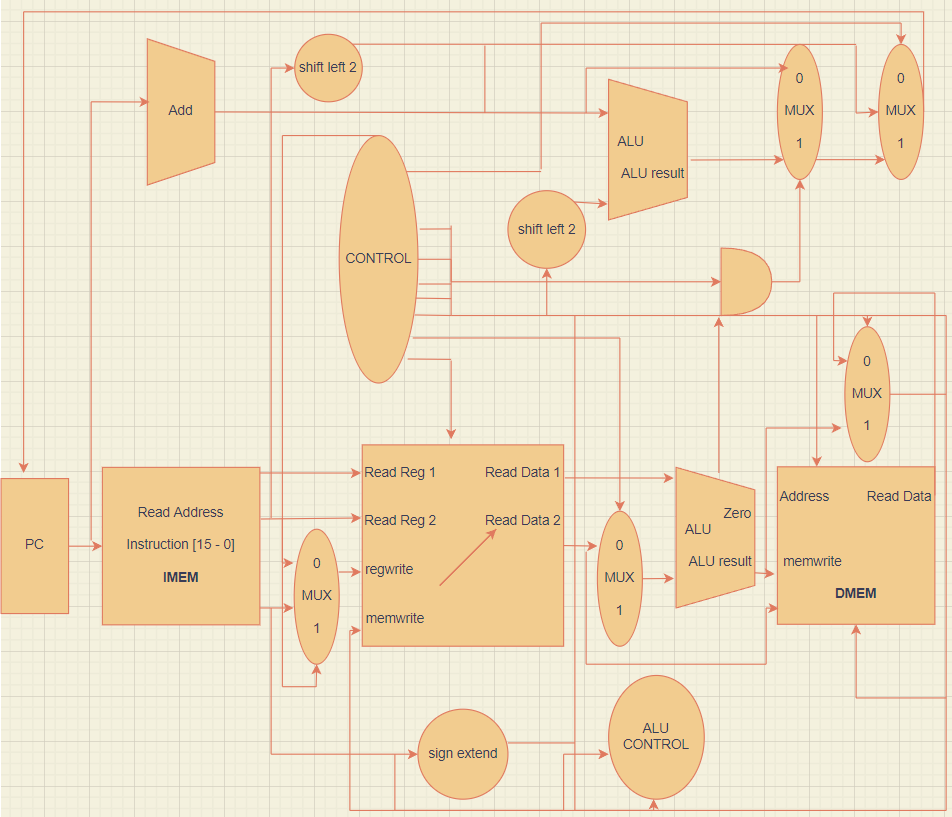 shift left 2
Add
0
MUX
1
0
MUX
1
ALU
ALU result
shift left 2
CONTROL
0
MUX
1
Read Reg 1
Read Data 1
Read Reg 2
Read Data 2
regwrite
memwrite
PC
Read Address
Instruction [15 - 0]
IMEM
0
MUX
1
0
MUX
1
Zero
ALU
ALU result
Address
Read Data
memwrite
DMEM
sign extend
ALU
CONTROL